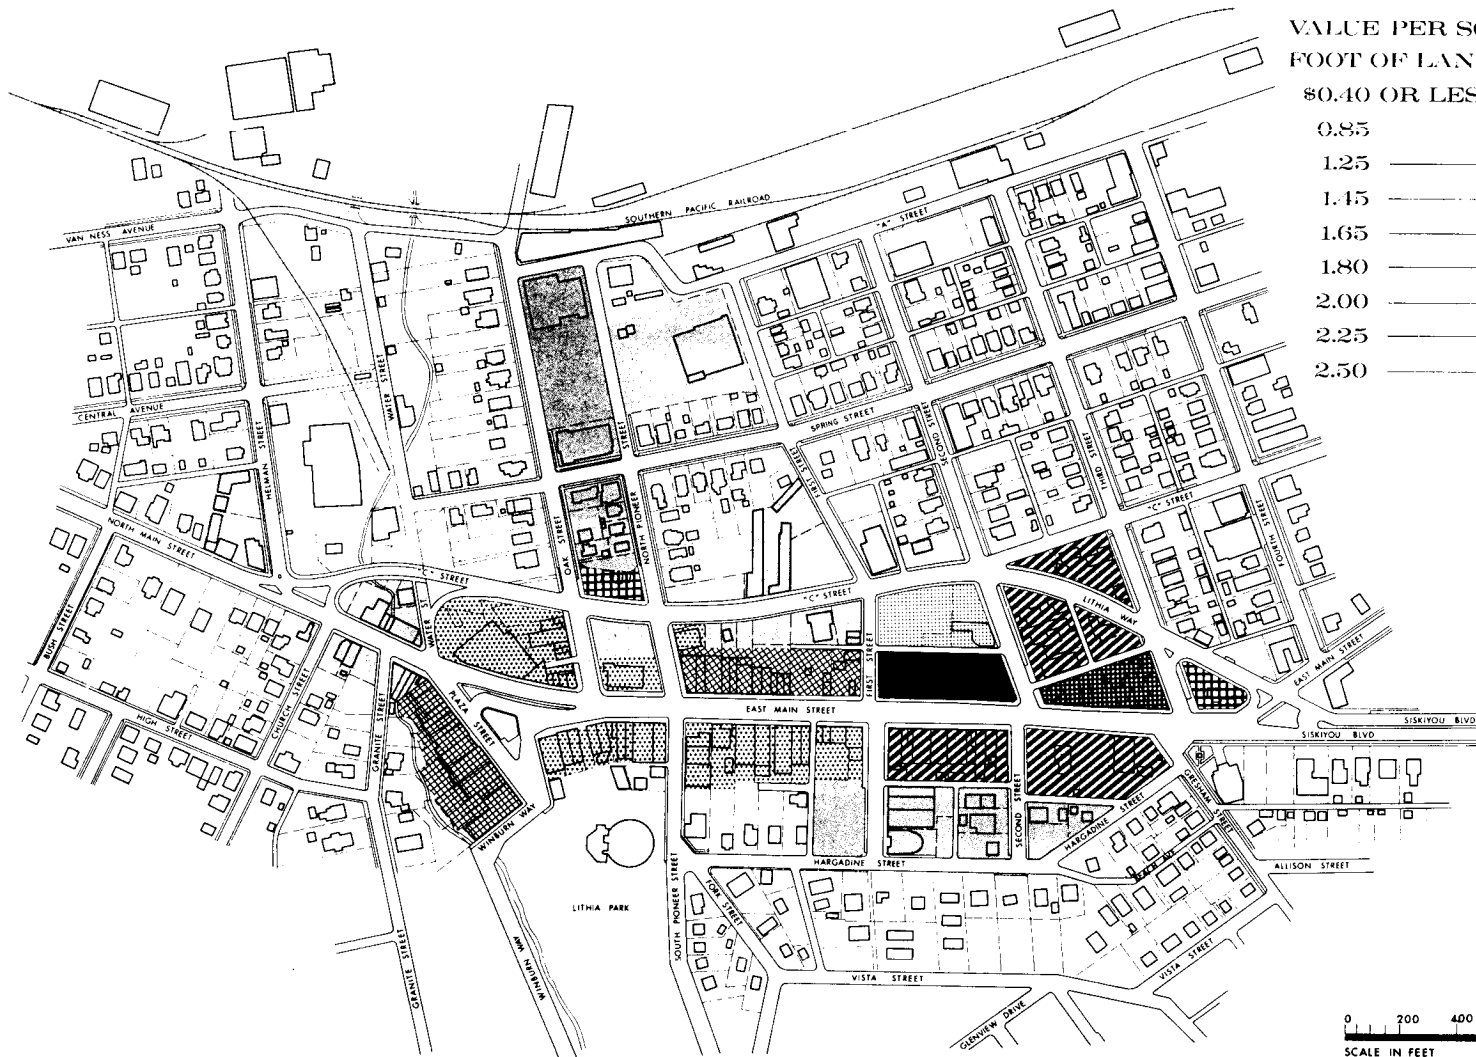 VALUE PER SQ
FOOT OF LAN
$0.40 OR LES
0.85
1.25
1.45
1.65
1.80
2.00
2.25
2.50
SOUTHERN PACIFIC RAILROAD
"A" STREET
VAN NESS AVENUE
WATER STREET
CENTRAL AVENUE
HELMAN STREET
SPRING STREET
SECOND STREET
THIRD STREET
FIRST STREET
"C" STREET
FOURTH STREET
NORTH MAIN STREET
OAK STREET
NORTH PIONEER STREET
"C" STREET
"C" STREET
LITHIA WAY
WATER ST
BUSH STREET
CHURCH STREET
HIGH STREET
GRANITE STREET
PLAZA STREET
FIRST STREET
EAST MAIN STREET
EAST MAIN STREET
SISKIYOU BLVD
SISKIYOU BLVD
WINBURN WAY
SECOND STREET
HARGADINE STREET
GRESHAM STREET
HARGADINE STREET
BEACH AVE
ALLISON STREET
LITHIA PARK
SOUTH PIONEER STREET
FORK STREET
GRANITE STREET
WINBURN WAY
VISTA STREET
VISTA STREET
GLENVIEW DRIVE
0 200 400
SCALE IN FEET